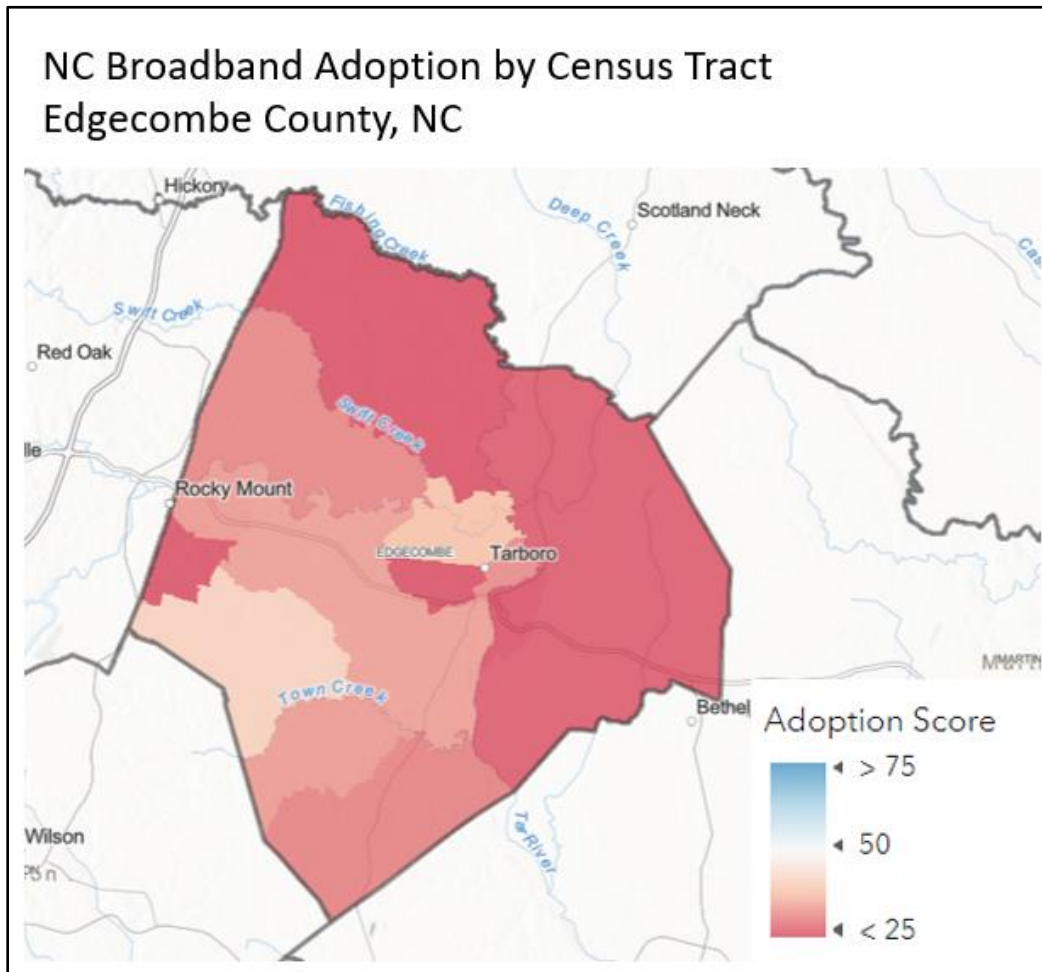 NC Broadband Adoption by Census Tract
Edgecombe County, NC
Hickory
Fishing Creek
Deep Creek
Scotland Neck
Swift Creek
Red Oak
Swift Creek
Rocky Mount
EDGECOMBE
Tarboro
MARTIN
Town Creek
Bethel
Tar River
Wilson
Adoption Score
> 75
50
< 25